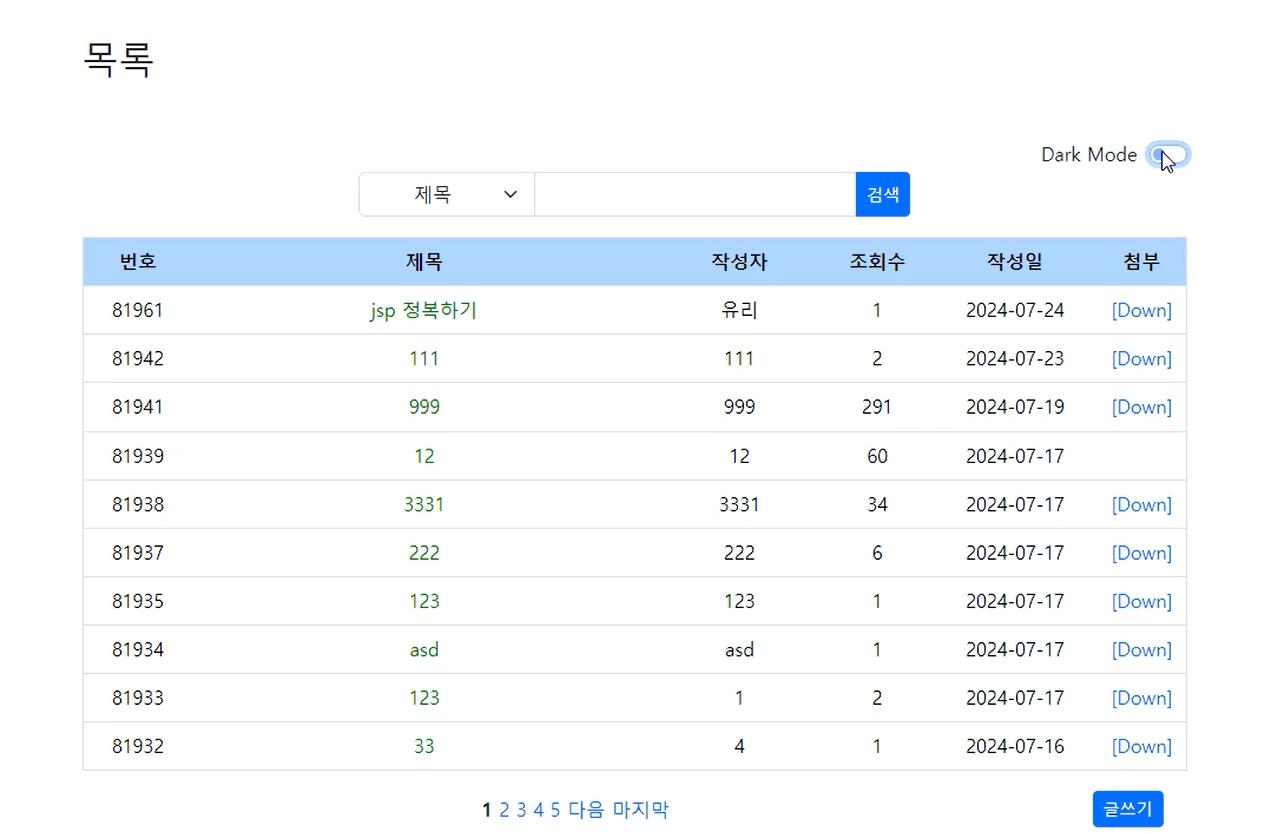 목록
Dark Mode
제목 검색
번호 제목 작성자 조회수 작성일 첨부
81961 jsp 정복하기 유리 1 2024-07-24 [Down]
81942 111 111 2 2024-07-23 [Down]
81941 999 999 291 2024-07-19 [Down]
81939 12 12 60 2024-07-17
81938 3331 3331 34 2024-07-17 [Down]
81937 222 222 6 2024-07-17 [Down]
81935 123 123 1 2024-07-17 [Down]
81934 asd asd 1 2024-07-17 [Down]
81933 123 1 2 2024-07-17 [Down]
81932 33 4 1 2024-07-16 [Down]
1 2 3 4 5 다음 마지막 글쓰기